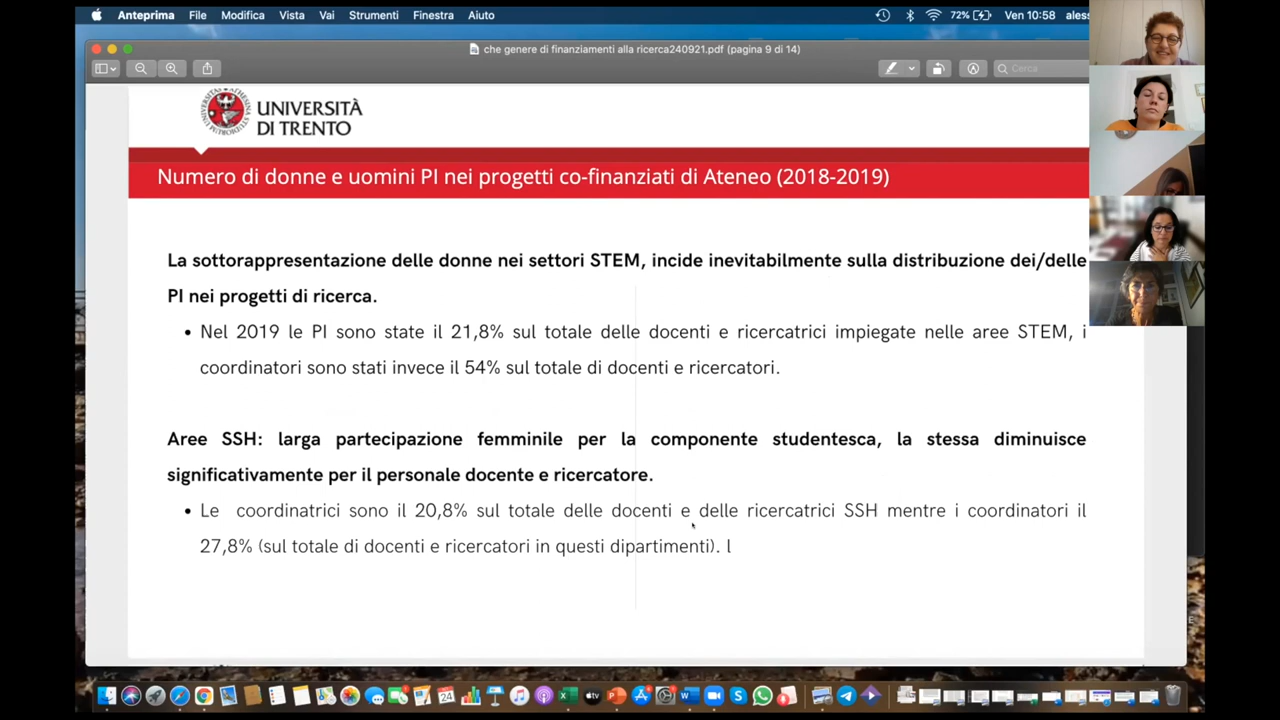 Anteprima File Modifica Vista Vai Strumenti Finestra Aiuto 72% Ven 10:58 aless
che genere di finanziamenti alla ricerca240921.pdf (pagina 9 di 14)
Cerca
UNIVERSITÀ
DI TRENTO
Numero di donne e uomini PI nei progetti co-finanziati di Ateneo (2018-2019)
La sottorappresentazione delle donne nei settori STEM, incide inevitabilmente sulla distribuzione dei/delle
PI nei progetti di ricerca.
• Nel 2019 le PI sono state il 21,8% sul totale delle docenti e ricercatrici impiegate nelle aree STEM, i
coordinatori sono stati invece il 54% sul totale di docenti e ricercatori.
Aree SSH: larga partecipazione femminile per la componente studentesca, la stessa diminuisce
significativamente per il personale docente e ricercatore.
• Le coordinatrici sono il 20,8% sul totale delle docenti e delle ricercatrici SSH mentre i coordinatori il
27,8% (sul totale di docenti e ricercatori in questi dipartimenti). l